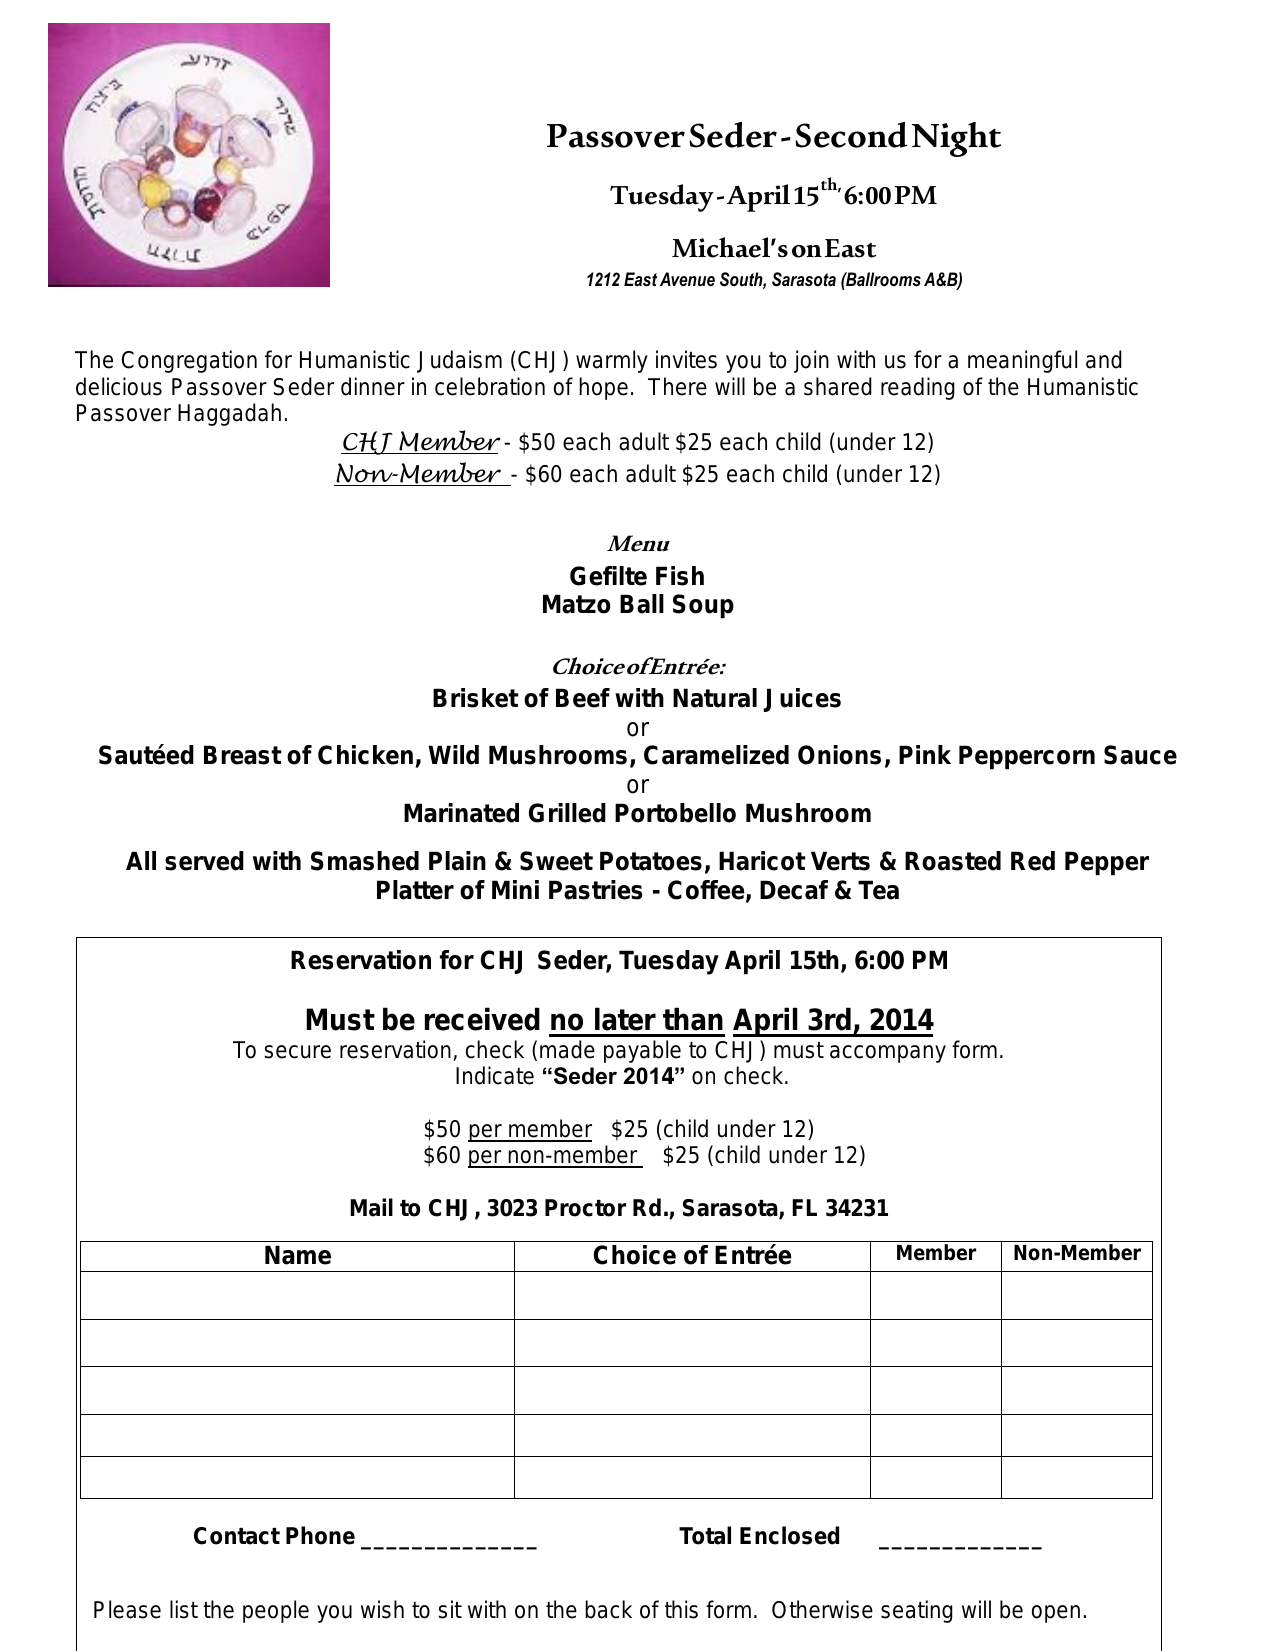 זרוע
ביצה
מרור
חרוסת
כרפס
חזרת
Passover Seder - Second Night
Tuesday - April 15th, 6:00 PM
Michael's on East
1212 East Avenue South, Sarasota (Ballrooms A&B)
The Congregation for Humanistic Judaism (CHJ) warmly invites you to join with us for a meaningful and
delicious Passover Seder dinner in celebration of hope.  There will be a shared reading of the Humanistic
Passover Haggadah.
CHJ Member - $50 each adult $25 each child (under 12)
Non-Member - $60 each adult $25 each child (under 12)
Menu
Gefilte Fish
Matzo Ball Soup
Choice of Entrée:
Brisket of Beef with Natural Juices
or
Sautéed Breast of Chicken, Wild Mushrooms, Caramelized Onions, Pink Peppercorn Sauce
or
Marinated Grilled Portobello Mushroom
All served with Smashed Plain & Sweet Potatoes, Haricot Verts & Roasted Red Pepper
Platter of Mini Pastries - Coffee, Decaf & Tea
Reservation for CHJ Seder, Tuesday April 15th, 6:00 PM
Must be received no later than April 3rd, 2014
To secure reservation, check (made payable to CHJ) must accompany form.
Indicate “Seder 2014” on check.
$50 per member $25 (child under 12)
$60 per non-member $25 (child under 12)
Mail to CHJ, 3023 Proctor Rd., Sarasota, FL 34231
Name Choice of Entrée Member Non-Member
Contact Phone ______________ Total Enclosed _____________
Please list the people you wish to sit with on the back of this form.  Otherwise seating will be open.